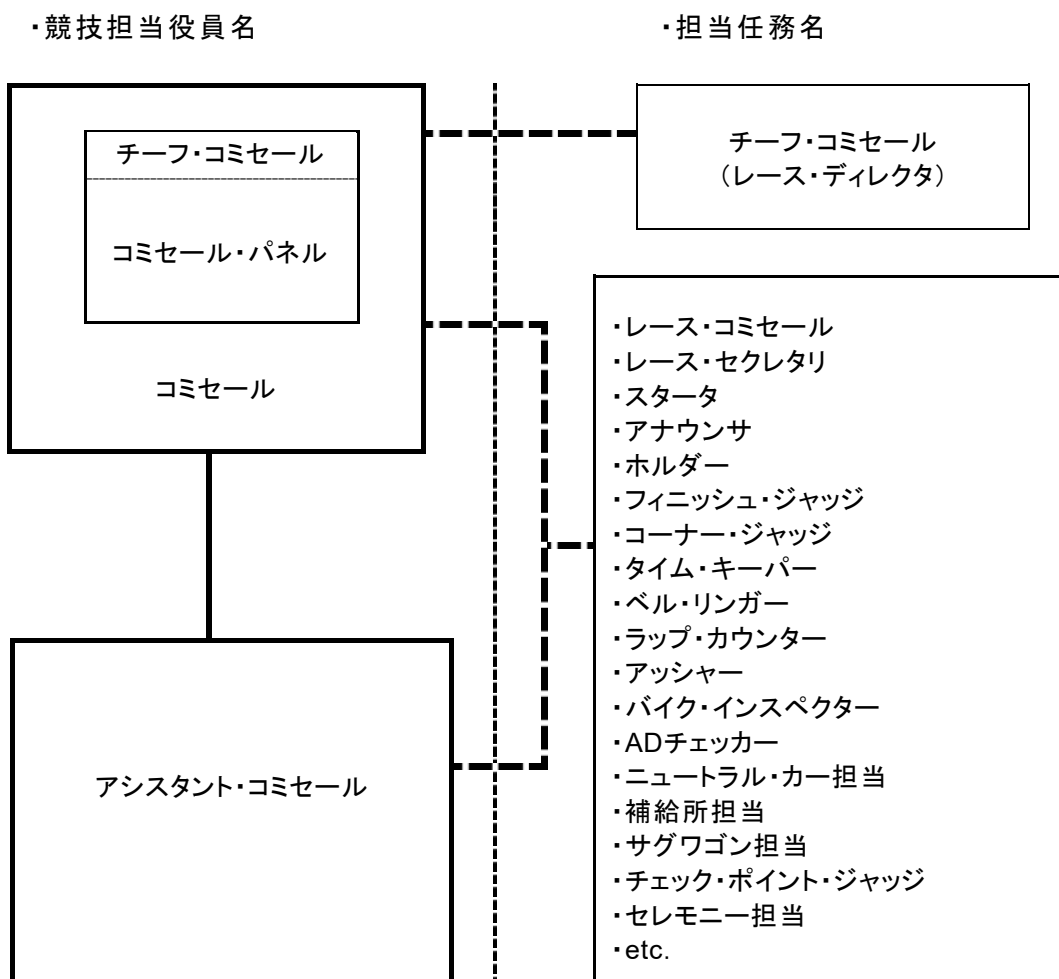 ・競技担当役員名
・担当任務名
チーフ・コミセール
コミセール・パネル
コミセール
アシスタント・コミセール
チーフ・コミセール
（レース・ディレクタ）
・レース・コミセール
・レース・セクレタリ
・スタータ
・アナウンサ
・ホルダー
・フィニッシュ・ジャッジ
・コーナー・ジャッジ
・タイム・キーパー
・ベル・リンガー
・ラップ・カウンター
・アッシャー
・バイク・インスペクター
・ADチェッカー
・ニュートラル・カー担当
・補給所担当
・サグワゴン担当
・チェック・ポイント・ジャッジ
・セレモニー担当
・etc.